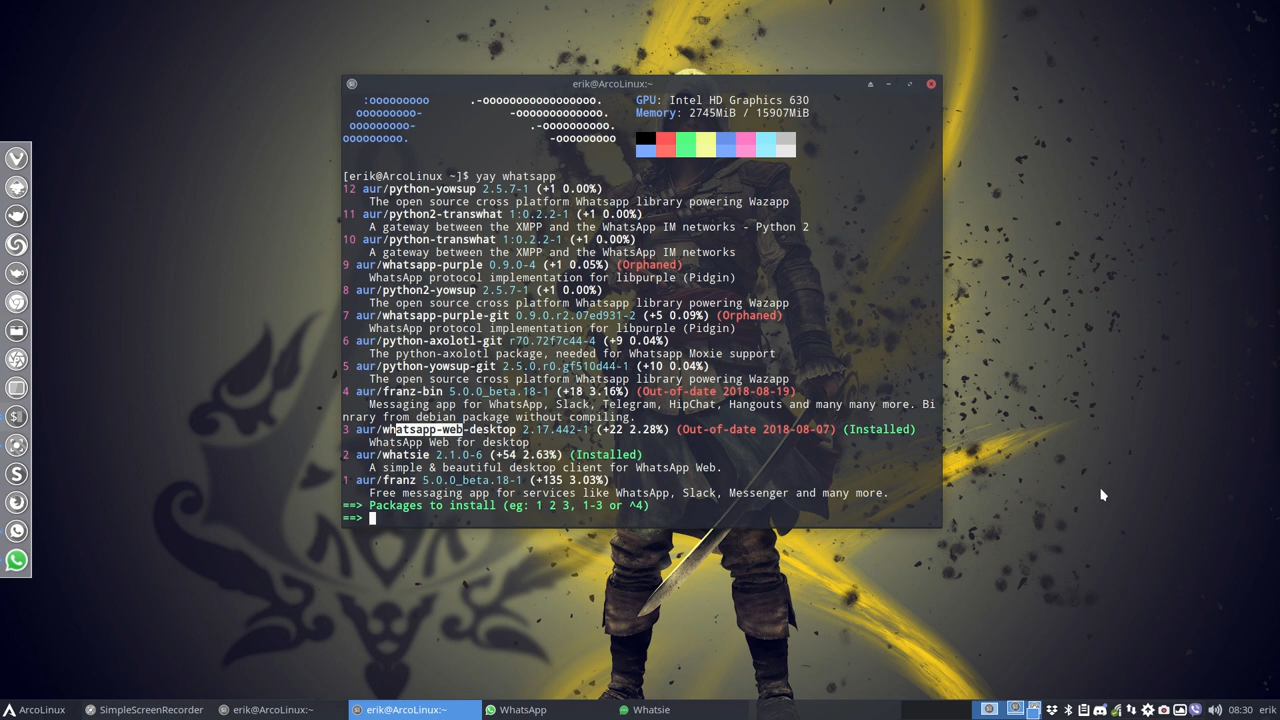 erik@ArcoLinux:~
:ooooooooo .-ooooooooooooooooo. GPU: Intel HD Graphics 630
ooooooooo- -ooooooooo. Memory: 2745MiB / 15907MiB
ooooooooo- .-oooooooooo.
ooooooooo. -ooooooooo
[erik@ArcoLinux ~]$ yay whatsapp
12 aur/python-yowsup 2.5.7-1 (+1 0.00%)
The open source cross platform Whatsapp library powering Wazapp
11 aur/python2-transwhat 1:0.2.2-1 (+1 0.00%)
A gateway between the XMPP and the WhatsApp IM networks - Python 2
10 aur/python-transwhat 1:0.2.2-1 (+1 0.00%)
A gateway between the XMPP and the WhatsApp IM networks
9 aur/whatsapp-purple 0.9.0-4 (+1 0.05%) (Orphaned)
WhatsApp protocol implementation for libpurple (Pidgin)
8 aur/python2-yowsup 2.5.7-1 (+1 0.00%)
The open source cross platform Whatsapp library powering Wazapp
7 aur/whatsapp-purple-git 0.9.0.r2.07ed931-2 (+5 0.09%) (Orphaned)
WhatsApp protocol implementation for libpurple (Pidgin)
6 aur/python-axolotl-git r70.72f7c44-4 (+9 0.04%)
The python-axolotl package, needed for Whatsapp Moxie support
5 aur/python-yowsup-git 2.5.0.r0.gf510d44-1 (+10 0.04%)
The open source cross platform Whatsapp library powering Wazapp
4 aur/franz-bin 5.0.0_beta.18-1 (+18 3.16%) (Out-of-date 2018-08-19)
Messaging app for WhatsApp, Slack, Telegram, HipChat, Hangouts and many many more. Bi
nrary from debian package without compiling.
3 aur/whatsapp-web-desktop 2.17.442-1 (+22 2.28%) (Out-of-date 2018-08-07) (Installed)
WhatsApp Web for desktop
2 aur/whatsie 2.1.0-6 (+54 2.63%) (Installed)
A simple & beautiful desktop client for WhatsApp Web.
1 aur/franz 5.0.0_beta.18-1 (+135 3.03%)
Free messaging app for services like WhatsApp, Slack, Messenger and many more.
==> Packages to install (eg: 1 2 3, 1-3 or ^4)
==>
ArcoLinux SimpleScreenRecorder erik@ArcoLinux:~ erik@ArcoLinux:~ WhatsApp Whatsie 08:30 erik